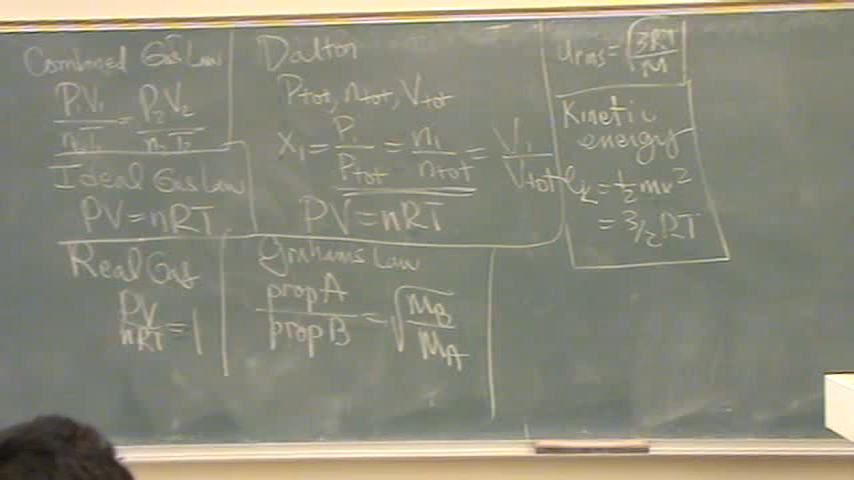 Combined Gas Law
P₁V₁/n₁T₁ = P₂V₂/n₂T₂
Ideal Gas Law
PV = nRT
Real Gas
PV/nRT = 1
Dalton
Ptot, ntot, Vtot
X₁ = P₁/Ptot = n₁/ntot = V₁/Vtot
PV = nRT
Grahams Law
prop A/prop B = √(MB/MA)
Urms = √(3RT/M)
Kinetic
energy
ek = ½mv²
= 3/2 RT